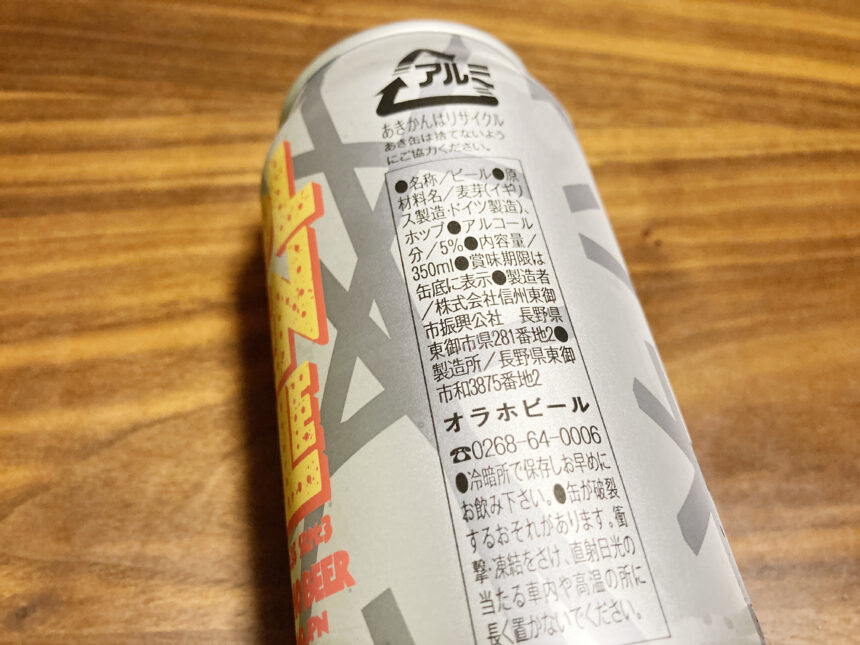 アルミ
あきかんはリサイクル
あき缶は捨てないよう
にご協力ください。
●名称/ビール●原
材料名/麦芽(イギリ
ス製造・ドイツ製造)、
ホップ●アルコール
分/5%●内容量/
350ml●賞味期限は
缶底に表示●製造者
/株式会社信州東御
市振興公社 長野県
東御市県281番地2●
製造所/長野県東御
市和3875番地2
オラホビール
☎0268-64-0006
●冷暗所で保存しお早めに
お飲み下さい。●缶が破裂
するおそれがあります。衝
撃・凍結をさけ、直射日光の
当たる車内や高温の所に
長く置かないでください。
BEER